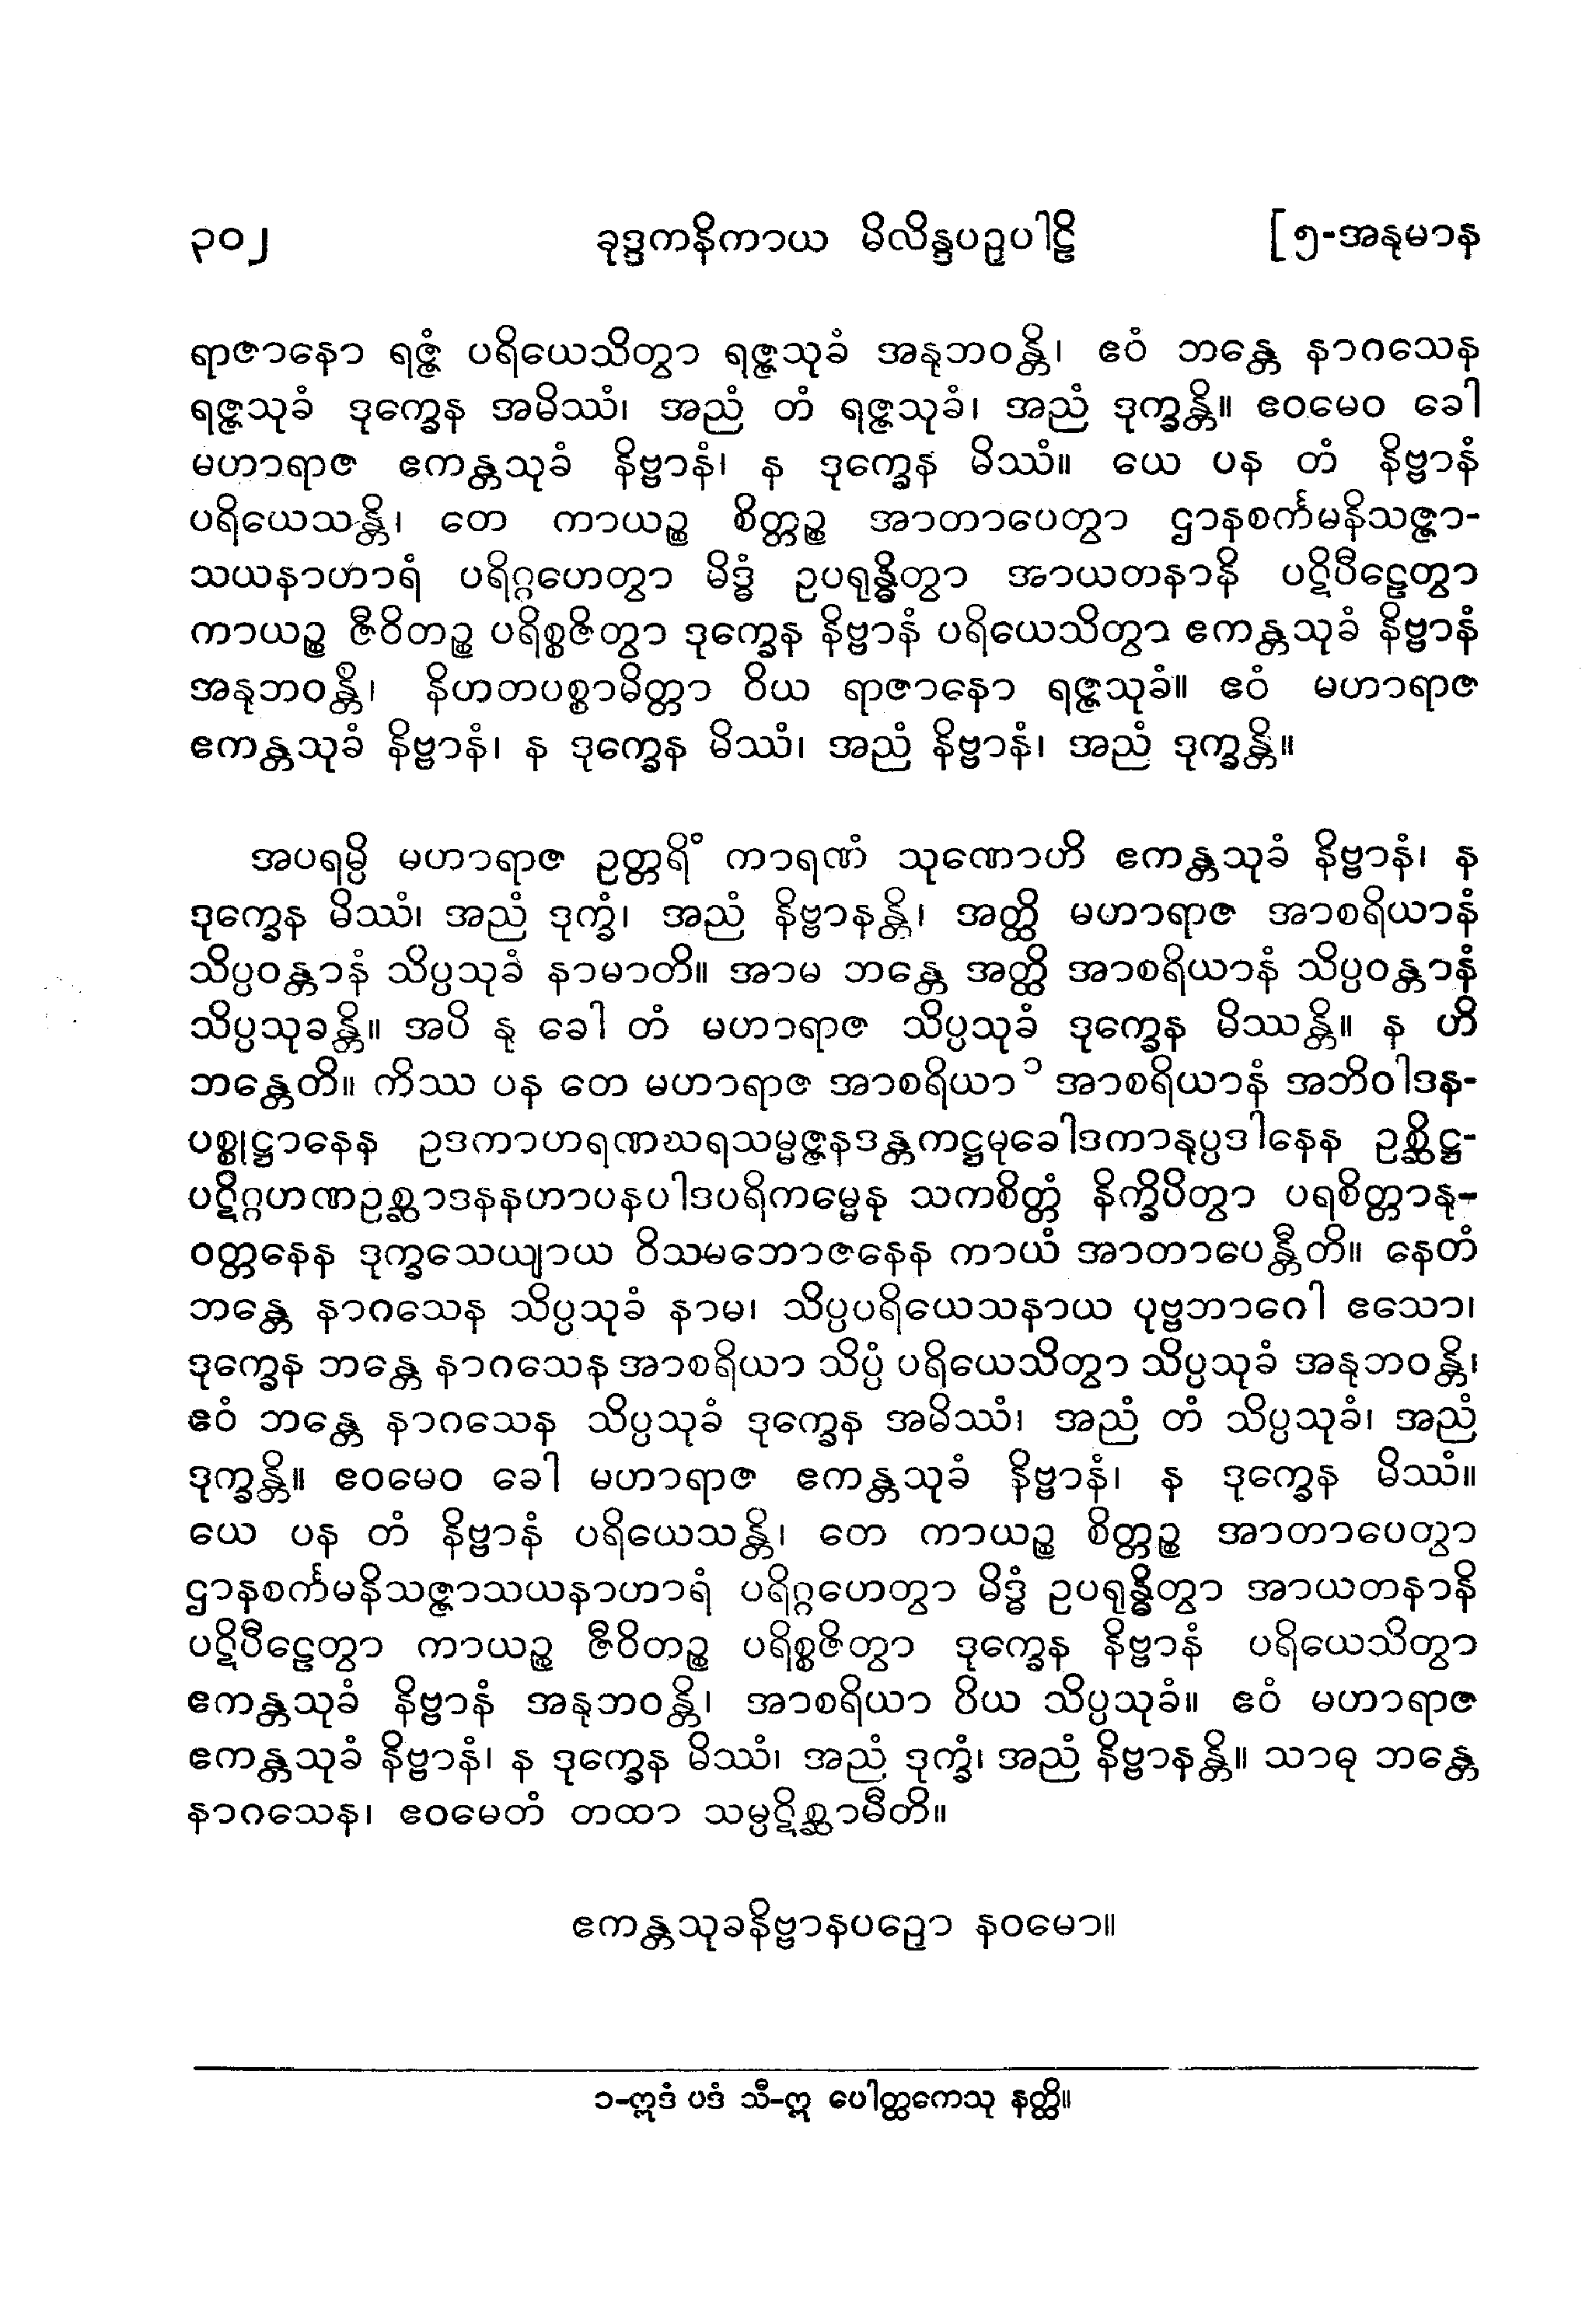 ၃၀၂ ခုဒ္ဒကနိကာယ မိလိန္ဒပဉှပါဠိ [၅-အနုမာန
ရာဇာနော ရဇ္ဇံ ပရိယေသိတွာ ရဇ္ဇသုခံ အနုဘဝန္တိ၊ ဧဝံ ဘန္တေ နာဂသေန
ရဇ္ဇသုခံ ဒုက္ခေန အမိဿံ၊ အညံ တံ ရဇ္ဇသုခံ၊ အညံ ဒုက္ခန္တိ။ ဧဝမေဝ ခေါ
မဟာရာဇ ဧကန္တသုခံ နိဗ္ဗာနံ၊ န ဒုက္ခေန မိဿံ။ ယေ ပန တံ နိဗ္ဗာနံ
ပရိယေသန္တိ၊ တေ ကာယဉ္စ စိတ္တဉ္စ အာတာပေတွာ ဌာနစင်္ကမနိသဇ္ဇာ-
သယနာဟာရံ ပရိဂ္ဂဟေတွာ မိဒ္ဓံ ဥပရုန္ဓိတွာ အာယတနာနိ ပဋိပီဠေတွာ
ကာယဉ္စ ဇီဝိတဉ္စ ပရိစ္စဇိတွာ ဒုက္ခေန နိဗ္ဗာနံ ပရိယေသိတွာ ဧကန္တသုခံ နိဗ္ဗာနံ
အနုဘဝန္တိ၊ နိဟတပစ္စာမိတ္တာ ဝိယ ရာဇာနော ရဇ္ဇသုခံ။ ဧဝံ မဟာရာဇ
ဧကန္တသုခံ နိဗ္ဗာနံ၊ န ဒုက္ခေန မိဿံ၊ အညံ နိဗ္ဗာနံ၊ အညံ ဒုက္ခန္တိ။
အပရမ္ပိ မဟာရာဇ ဥတ္တရိံ ကာရဏံ သုဏောဟိ ဧကန္တသုခံ နိဗ္ဗာနံ၊ န
ဒုက္ခေန မိဿံ၊ အညံ ဒုက္ခံ၊ အညံ နိဗ္ဗာနန္တိ၊ အတ္ထိ မဟာရာဇ အာစရိယာနံ
သိပ္ပဝန္တာနံ သိပ္ပသုခံ နာမာတိ။ အာမ ဘန္တေ အတ္ထိ အာစရိယာနံ သိပ္ပဝန္တာနံ
သိပ္ပသုခန္တိ။ အပိ နု ခေါ တံ မဟာရာဇ သိပ္ပသုခံ ဒုက္ခေန မိဿန္တိ။ န ဟိ
ဘန္တေတိ။ ကိဿ ပန တေ မဟာရာဇ အာစရိယာ ၁ အာစရိယာနံ အဘိဝါဒန-
ပစ္စုဋ္ဌာနေန ဥဒကာဟရဏဃရသမ္မဇ္ဇနဒန္တကဋ္ဌမုခေါဒကာနုပ္ပဒါနေန ဥစ္ဆိဋ္ဌ-
ပဋိဂ္ဂဟဏဥစ္ဆာဒနနဟာပနပါဒပရိကမ္မေန သကစိတ္တံ နိက္ခိပိတွာ ပရစိတ္တာနု-
ဝတ္တနေန ဒုက္ခသေယျာယ ဝိသမဘောဇနေန ကာယံ အာတာပေန္တီတိ။ နေတံ
ဘန္တေ နာဂသေန သိပ္ပသုခံ နာမ၊ သိပ္ပပရိယေသနာယ ပုဗ္ဗဘာဂေါ ဧသော၊
ဒုက္ခေန ဘန္တေ နာဂသေန အာစရိယာ သိပ္ပံ ပရိယေသိတွာ သိပ္ပသုခံ အနုဘဝန္တိ၊
ဧဝံ ဘန္တေ နာဂသေန သိပ္ပသုခံ ဒုက္ခေန အမိဿံ၊ အညံ တံ သိပ္ပသုခံ၊ အညံ
ဒုက္ခန္တိ။ ဧဝမေဝ ခေါ မဟာရာဇ ဧကန္တသုခံ နိဗ္ဗာနံ၊ န ဒုက္ခေန မိဿံ။
ယေ ပန တံ နိဗ္ဗာနံ ပရိယေသန္တိ၊ တေ ကာယဉ္စ စိတ္တဉ္စ အာတာပေတွာ
ဌာနစင်္ကမနိသဇ္ဇာသယနာဟာရံ ပရိဂ္ဂဟေတွာ မိဒ္ဓံ ဥပရုန္ဓိတွာ အာယတနာနိ
ပဋိပီဠေတွာ ကာယဉ္စ ဇီဝိတဉ္စ ပရိစ္စဇိတွာ ဒုက္ခေန နိဗ္ဗာနံ ပရိယေသိတွာ
ဧကန္တသုခံ နိဗ္ဗာနံ အနုဘဝန္တိ၊ အာစရိယာ ဝိယ သိပ္ပသုခံ။ ဧဝံ မဟာရာဇ
ဧကန္တသုခံ နိဗ္ဗာနံ၊ န ဒုက္ခေန မိဿံ၊ အညံ ဒုက္ခံ၊ အညံ နိဗ္ဗာနန္တိ။ သာဓု ဘန္တေ
နာဂသေန၊ ဧဝမေတံ တထာ သမ္ပဋိစ္ဆာမီတိ။
ဧကန္တသုခနိဗ္ဗာနပဉှော နဝမော။
၁-ဣဒံ ပဒံ သီ-ဣ ပေါတ္ထကေသု နတ္ထိ။